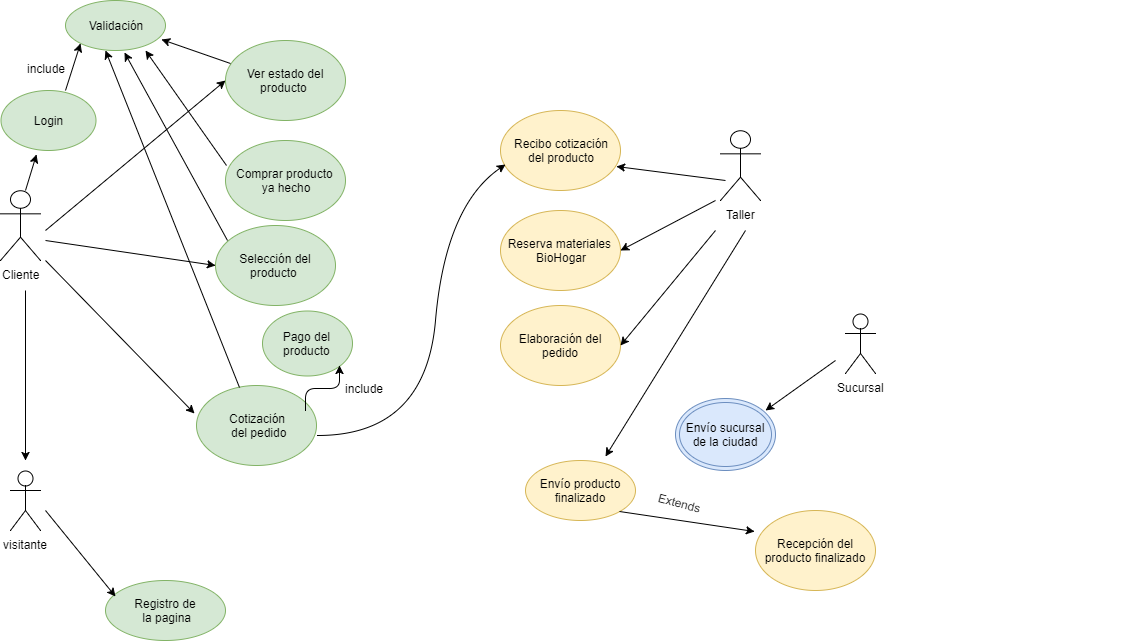 Validación
include
Ver estado del
producto
Login
Comprar producto
ya hecho
Cliente
Selección del
producto
Pago del
producto
include
Cotización
del pedido
visitante
Registro de
la pagina
Recibo cotización
del producto
Taller
Reserva materiales
BioHogar
Elaboración del
pedido
Sucursal
Envío sucursal
de la ciudad
Envío producto
finalizado
Extends
Recepción del
producto finalizado